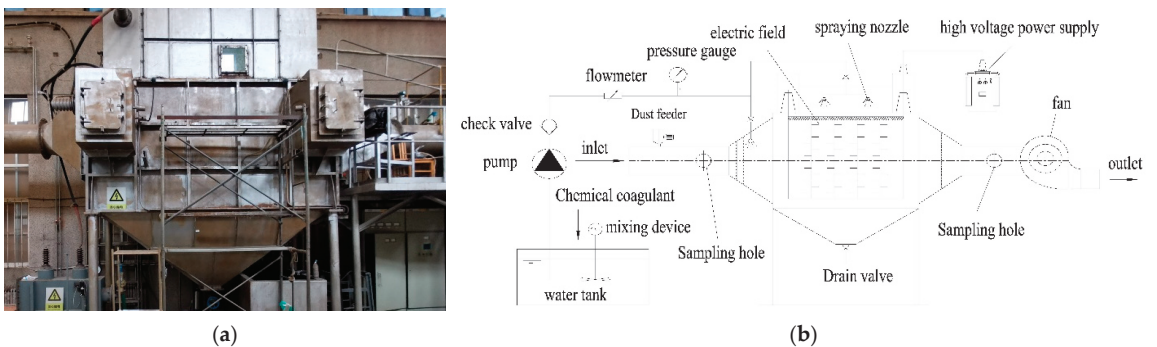 electric field
spraying nozzle
high voltage power supply
pressure gauge
flowmeter
fan
Dust feeder
check valve
pump
inlet
outlet
Chemical coagulant
mixing device
Sampling hole
Sampling hole
Drain valve
water tank
(a)
(b)